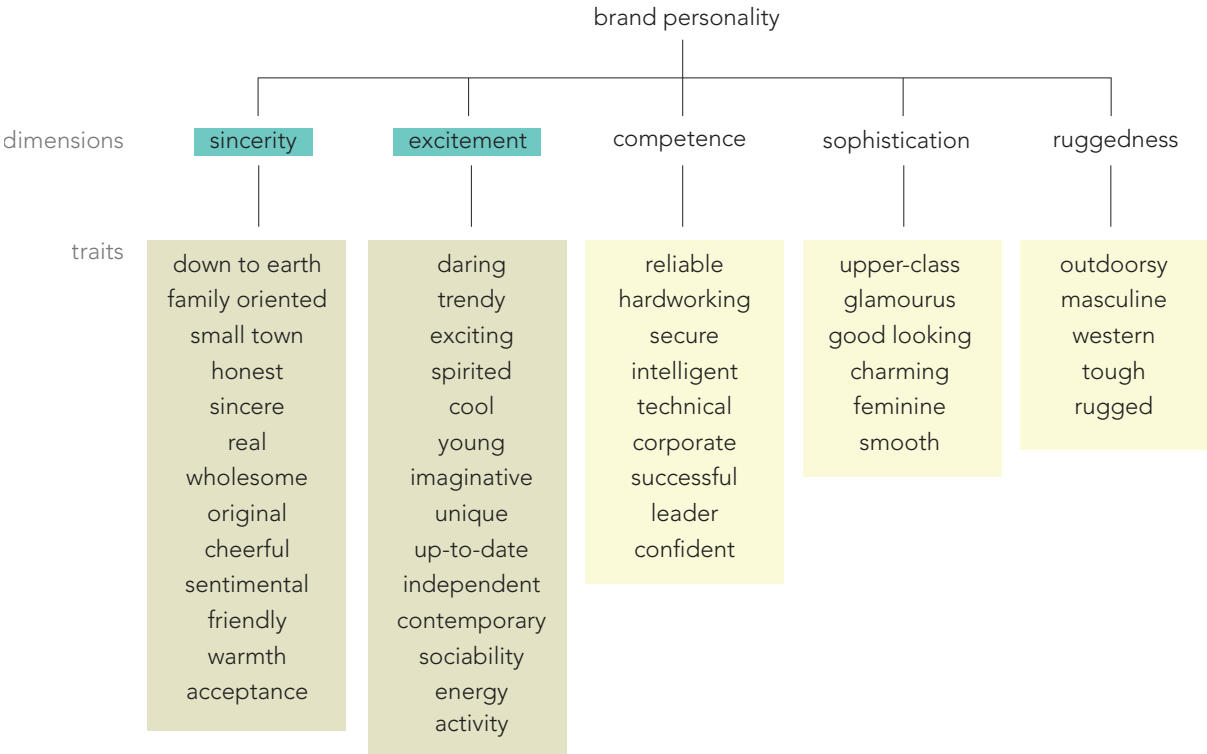 brand personality
dimensions
sincerity
excitement
competence
sophistication
ruggedness
traits
down to earth
family oriented
small town
honest
sincere
real
wholesome
original
cheerful
sentimental
friendly
warmth
acceptance
daring
trendy
exciting
spirited
cool
young
imaginative
unique
up-to-date
independent
contemporary
sociability
energy
activity
reliable
hardworking
secure
intelligent
technical
corporate
successful
leader
confident
upper-class
glamourus
good looking
charming
feminine
smooth
outdoorsy
masculine
western
tough
rugged